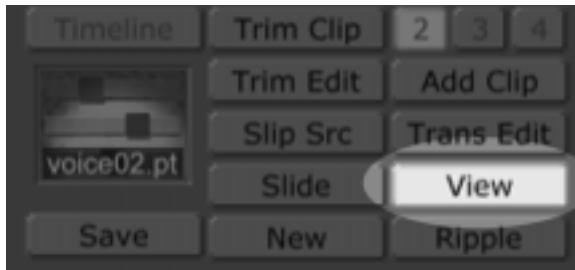 Timeline Trim Clip 2 3 4
Trim Edit Add Clip
Slip Src Trans Edit
voice02.pt
Slide View
Save New Ripple